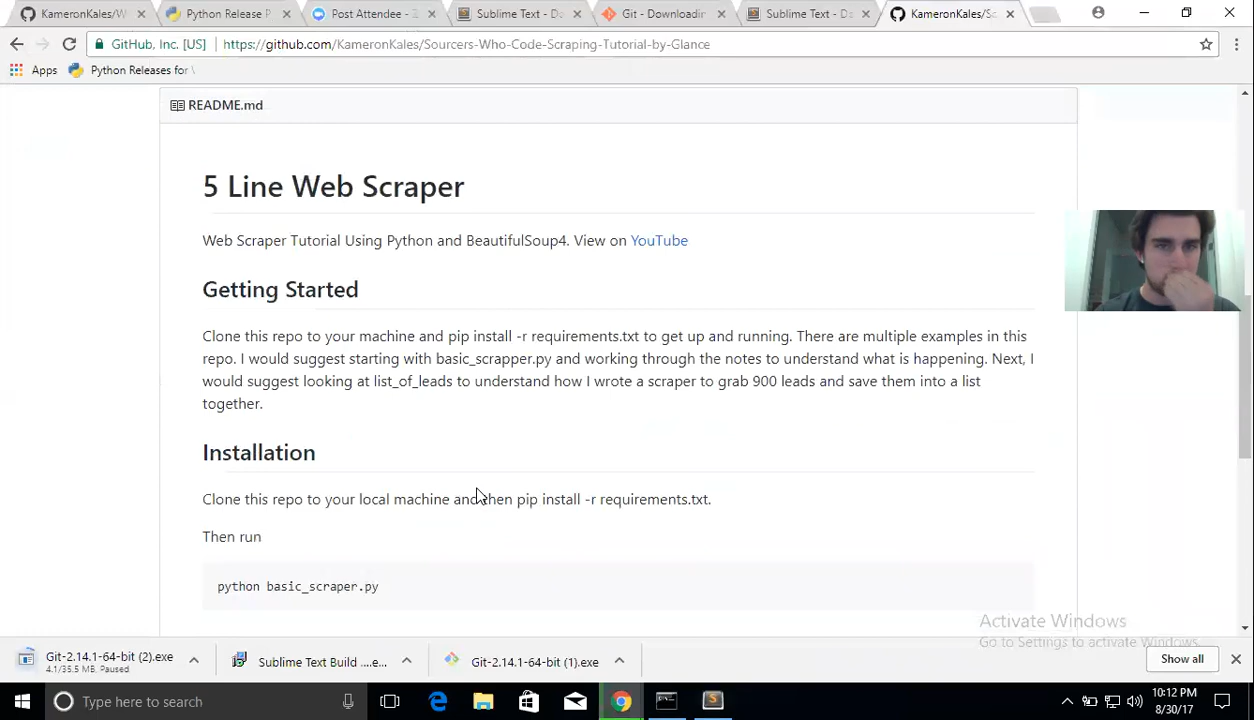 KameronKales/W
Python Release P
Post Attendee - Z
Sublime Text - Do
Git - Downloadin
Sublime Text - Do
KameronKales/So
GitHub, Inc. [US]
https://github.com/KameronKales/Sourcers-Who-Code-Scraping-Tutorial-by-Glance
Apps
Python Releases for \
README.md
5 Line Web Scraper
Web Scraper Tutorial Using Python and BeautifulSoup4. View on YouTube
Getting Started
Clone this repo to your machine and pip install -r requirements.txt to get up and running. There are multiple examples in this
repo. I would suggest starting with basic_scrapper.py and working through the notes to understand what is happening. Next, I
would suggest looking at list_of_leads to understand how I wrote a scraper to grab 900 leads and save them into a list
together.
Installation
Clone this repo to your local machine and then pip install -r requirements.txt.
Then run
python basic_scraper.py
Activate Windows
Go to Settings to activate Windows.
Git-2.14.1-64-bit (2).exe
4.1/35.5 MB, Paused
Sublime Text Build ....e...
Git-2.14.1-64-bit (1).exe
Show all
Type here to search
10:12 PM
8/30/17